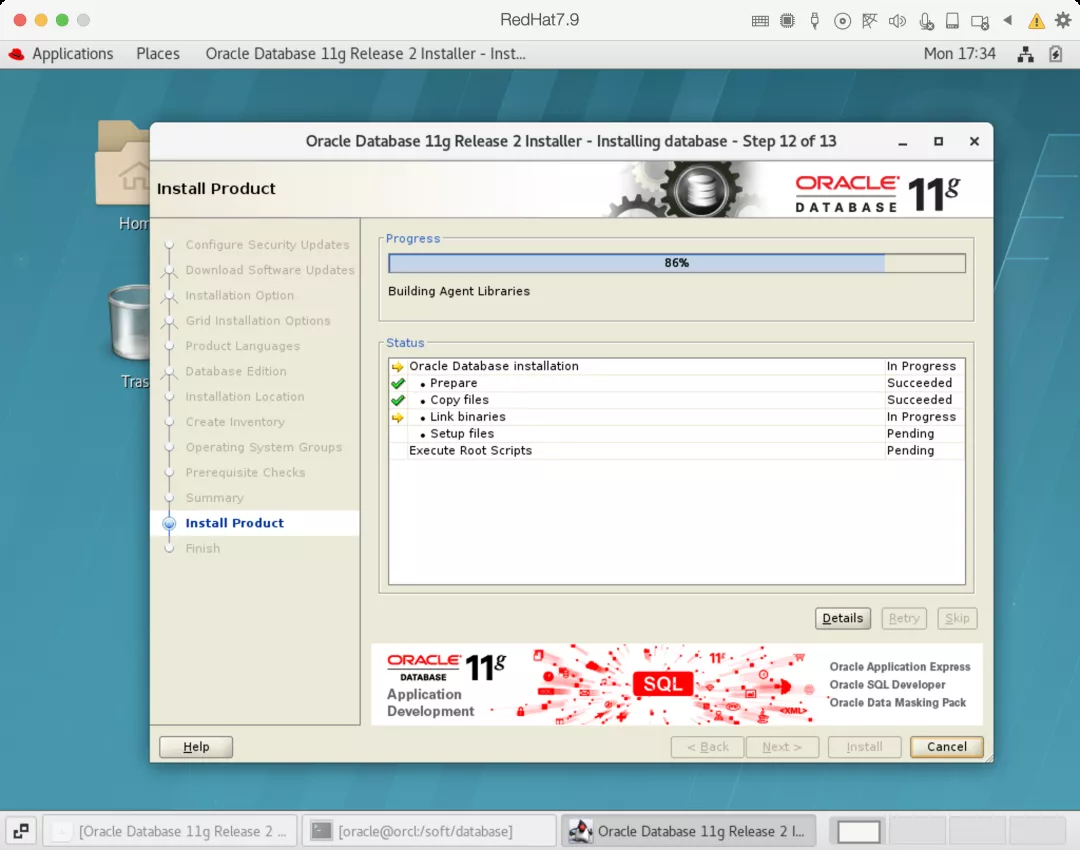 RedHat7.9
Applications Places Oracle Database 11g Release 2 Installer - Inst... Mon 17:34
Hom
Tras
Oracle Database 11g Release 2 Installer - Installing database - Step 12 of 13
Install Product
ORACLE DATABASE 11g
Configure Security Updates
Download Software Updates
Installation Option
Grid Installation Options
Product Languages
Database Edition
Installation Location
Create Inventory
Operating System Groups
Prerequisite Checks
Summary
Install Product
Finish
Progress
86%
Building Agent Libraries
Status
Oracle Database installation In Progress
• Prepare Succeeded
• Copy files Succeeded
• Link binaries In Progress
• Setup files Pending
Execute Root Scripts Pending
Details Retry Skip
ORACLE DATABASE 11g
Application
Development
11g
SQL
<XML>
Oracle Application Express
Oracle SQL Developer
Oracle Data Masking Pack
Help < Back Next > Install Cancel
[Oracle Database 11g Release 2 ... [oracle@orcl:/soft/database] Oracle Database 11g Release 2 I...